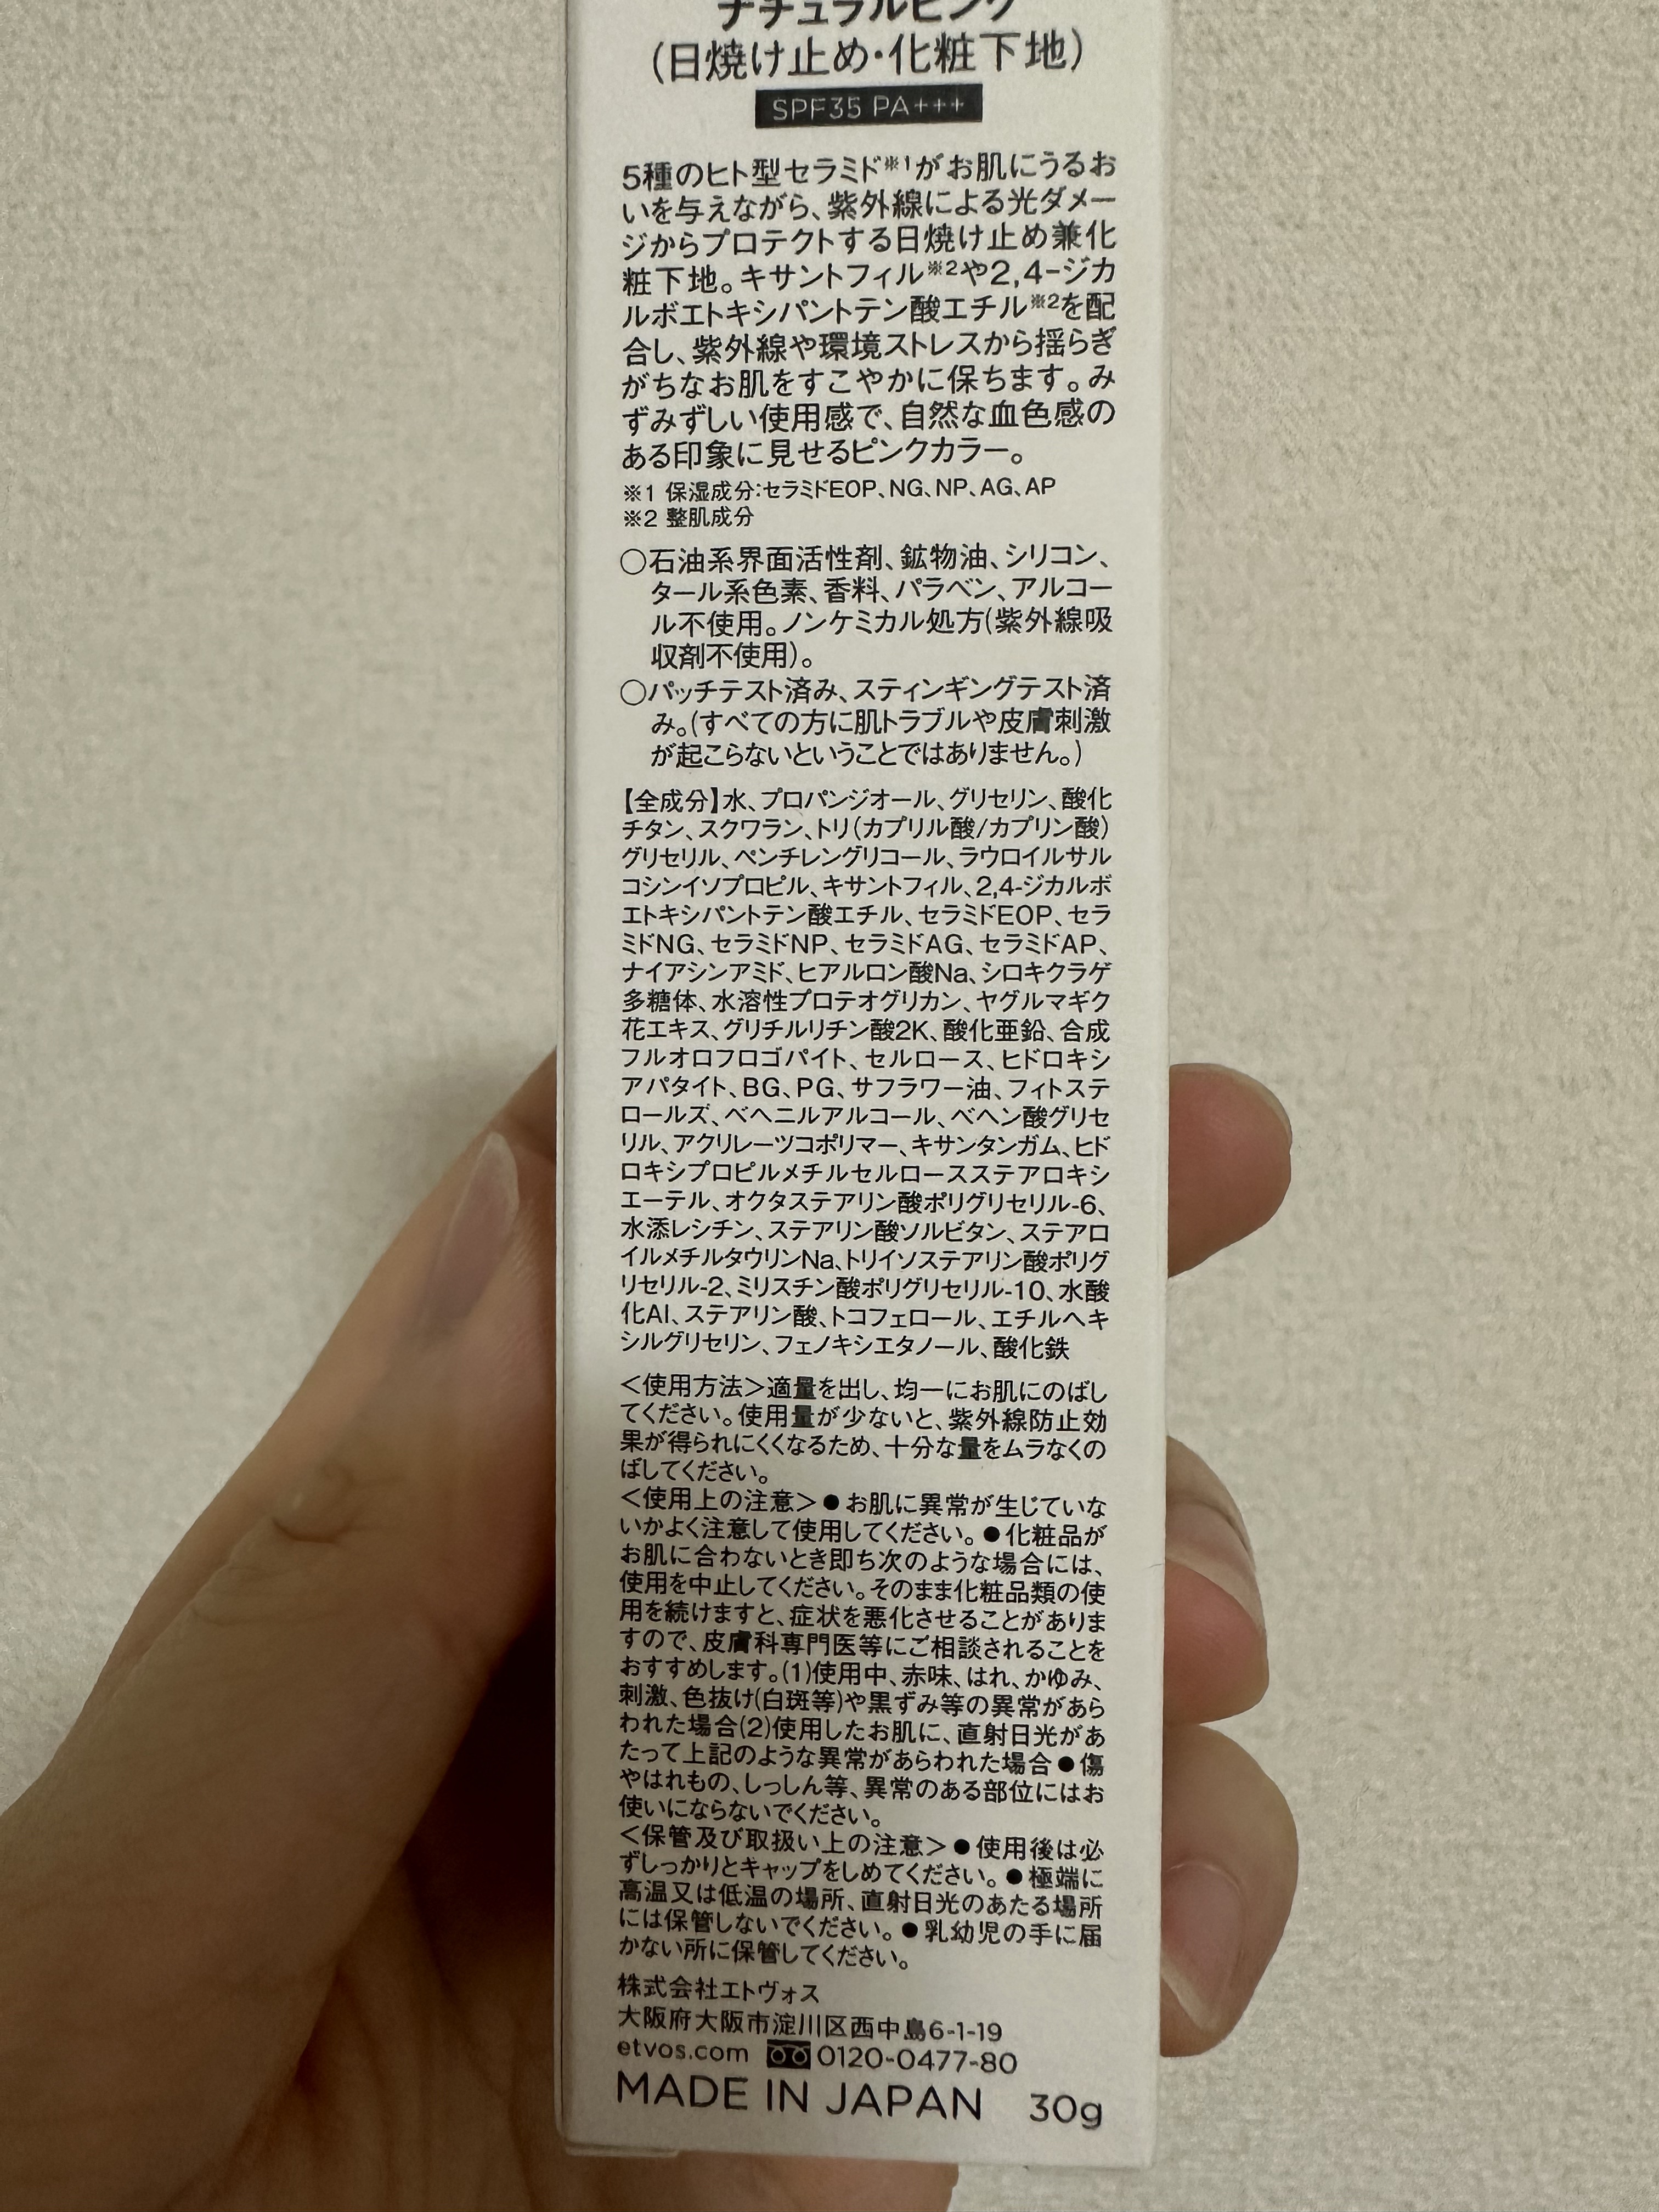 ナチュラルピンク
(日焼け止め・化粧下地)
SPF35 PA+++
5種のヒト型セラミド※1がお肌にうるお
いを与えながら、紫外線による光ダメー
ジからプロテクトする日焼け止め兼化
粧下地。キサントフィル※2や2,4-ジカ
ルボエトキシパントテン酸エチル※2を配
合し、紫外線や環境ストレスから揺らぎ
がちなお肌をすこやかに保ちます。み
ずみずしい使用感で、自然な血色感の
ある印象に見せるピンクカラー。
※1 保湿成分:セラミドEOP、NG、NP、AG、AP
※2 整肌成分
○石油系界面活性剤、鉱物油、シリコン、
タール系色素、香料、パラベン、アルコー
ル不使用。ノンケミカル処方(紫外線吸
収剤不使用)。
○パッチテスト済み、スティンギングテスト済
み。(すべての方に肌トラブルや皮膚刺激
が起こらないということではありません。)
【全成分】水、プロパンジオール、グリセリン、酸化
チタン、スクワラン、トリ(カプリル酸/カプリン酸)
グリセリル、ペンチレングリコール、ラウロイルサル
コシンイソプロピル、キサントフィル、2,4-ジカルボ
エトキシパントテン酸エチル、セラミドEOP、セラ
ミドNG、セラミドNP、セラミドAG、セラミドAP、
ナイアシンアミド、ヒアルロン酸Na、シロキクラゲ
多糖体、水溶性プロテオグリカン、ヤグルマギク
花エキス、グリチルリチン酸2K、酸化亜鉛、合成
フルオロフロゴパイト、セルロース、ヒドロキシ
アパタイト、BG、PG、サフラワー油、フィトステ
ロールズ、ベヘニルアルコール、ベヘン酸グリセ
リル、アクリレーツコポリマー、キサンタンガム、ヒド
ロキシプロピルメチルセルロースステアロキシ
エーテル、オクタステアリン酸ポリグリセリル-6、
水添レシチン、ステアリン酸ソルビタン、ステアロ
イルメチルタウリンNa、トリイソステアリン酸ポリグ
リセリル-2、ミリスチン酸ポリグリセリル-10、水酸
化Al、ステアリン酸、トコフェロール、エチルヘキ
シルグリセリン、フェノキシエタノール、酸化鉄
<使用方法>適量を出し、均一にお肌にのばし
てください。使用量が少ないと、紫外線防止効
果が得られにくくなるため、十分な量をムラなくの
ばしてください。
<使用上の注意>●お肌に異常が生じていな
いかよく注意して使用してください。●化粧品が
お肌に合わないとき即ち次のような場合には、
使用を中止してください。そのまま化粧品類の使
用を続けますと、症状を悪化させることがありま
すので、皮膚科専門医等にご相談されることを
おすすめします。(1)使用中、赤味、はれ、かゆみ、
刺激、色抜け(白斑等)や黒ずみ等の異常があら
われた場合(2)使用したお肌に、直射日光があ
たって上記のような異常があらわれた場合●傷
やはれもの、しっしん等、異常のある部位にはお
使いにならないでください。
<保管及び取扱い上の注意>●使用後は必
ずしっかりとキャップをしめてください。●極端に
高温又は低温の場所、直射日光のあたる場所
には保管しないでください。●乳幼児の手に届
かない所に保管してください。
株式会社エトヴォス
大阪府大阪市淀川区西中島6-1-19
etvos.com 0120-0477-80
MADE IN JAPAN 30g